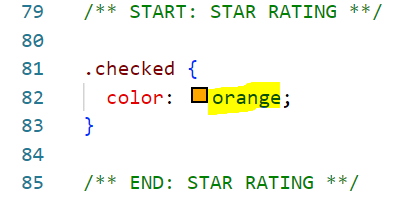 79 /** START: STAR RATING **/
80
81 .checked {
82 color: orange;
83 }
84
85 /** END: STAR RATING **/